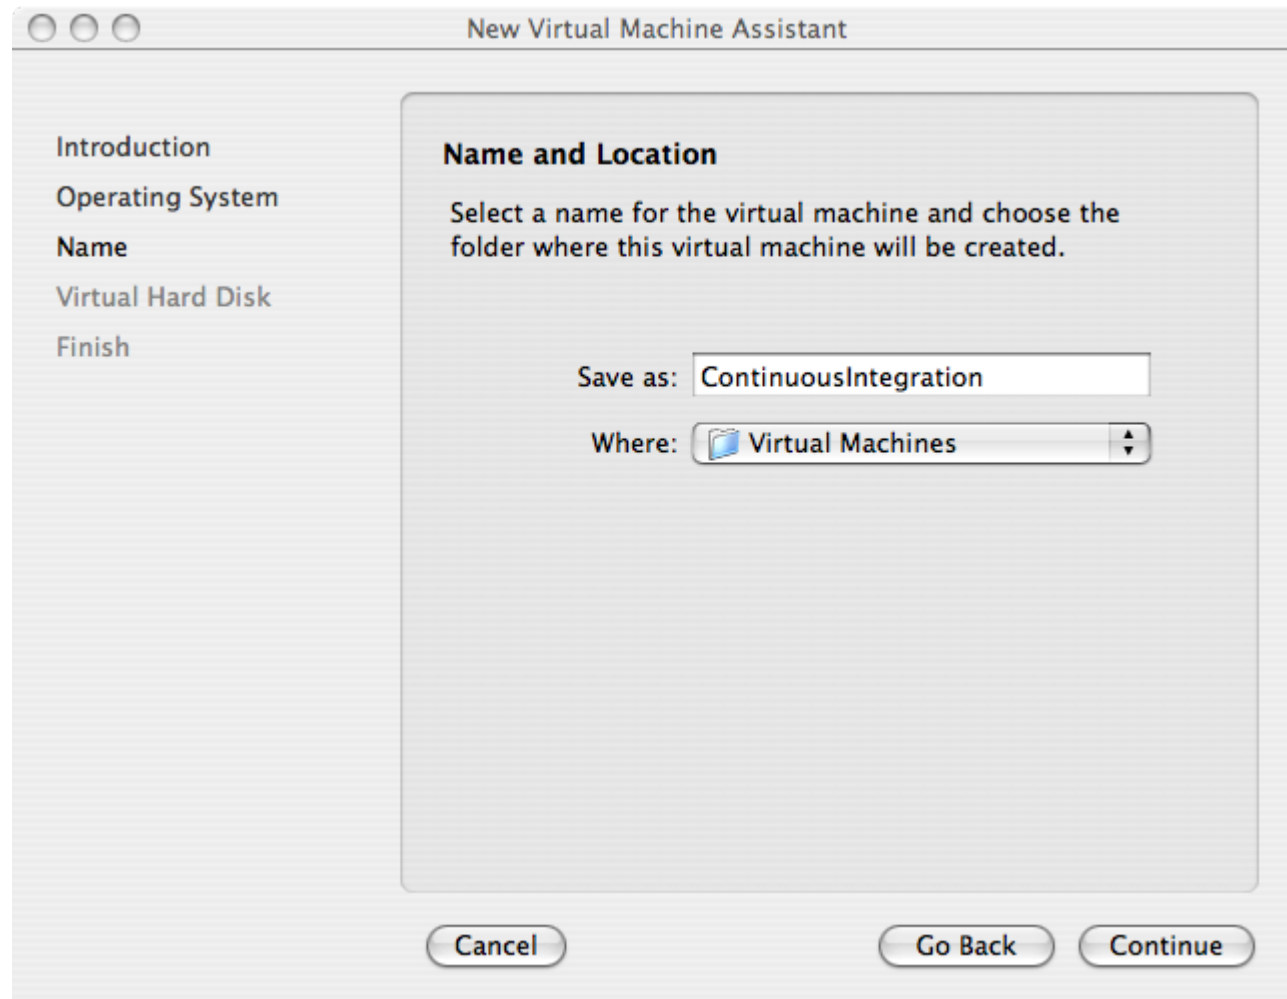 New Virtual Machine Assistant
Introduction
Operating System
Name
Virtual Hard Disk
Finish
Name and Location
Select a name for the virtual machine and choose the
folder where this virtual machine will be created.
Save as: ContinuousIntegration
Where: Virtual Machines
Cancel Go Back Continue